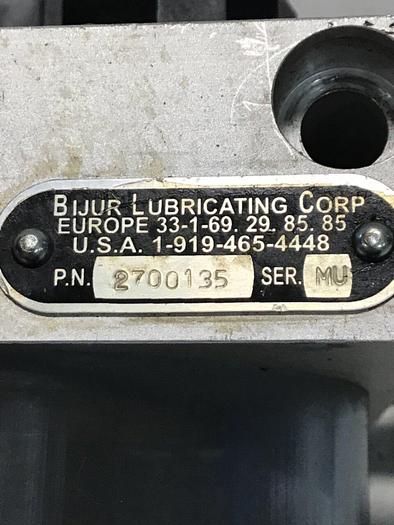 BIJUR LUBRICATING CORP
EUROPE 33-1-69. 29. 85. 85
U.S.A. 1-919-465-4448
P.N. 2700135 SER. MU